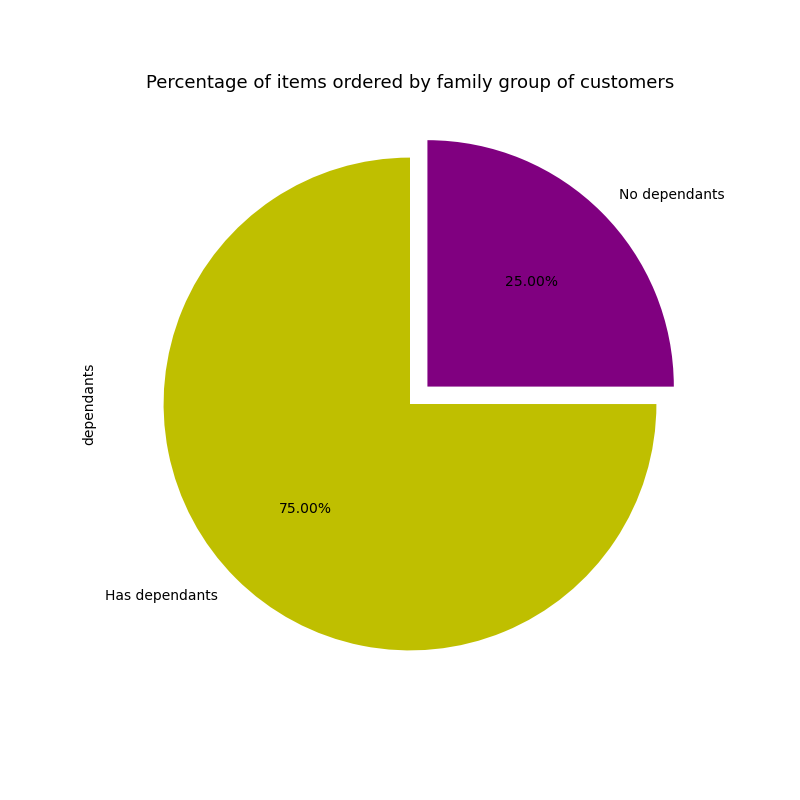 Percentage of items ordered by family group of customers
No dependants
25.00%
dependants
75.00%
Has dependants